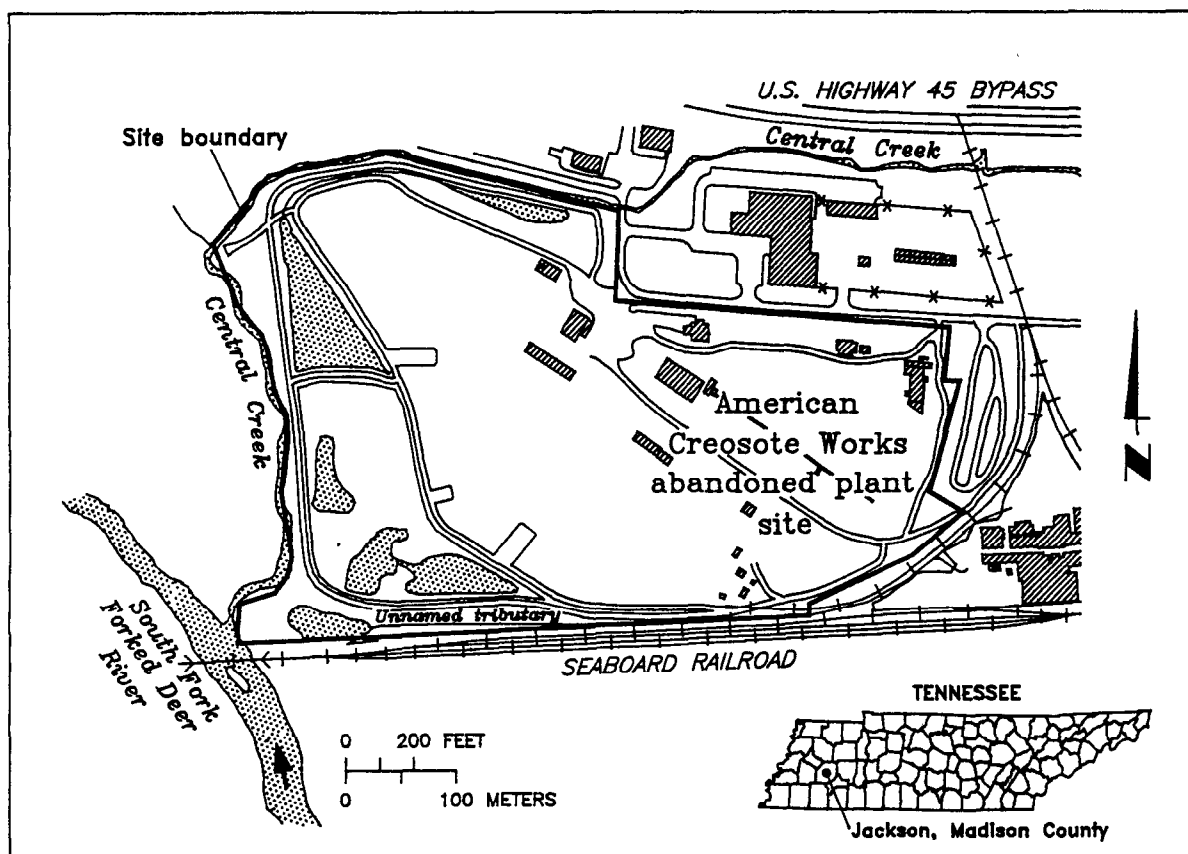 U.S. HIGHWAY 45 BYPASS
Site boundary
Central Creek
Central Creek
American
Creosote Works
abandoned plant
site
N
Unnamed tributary
South Fork
Forked Deer
River
SEABOARD RAILROAD
0 200 FEET
0 100 METERS
TENNESSEE
Jackson, Madison County